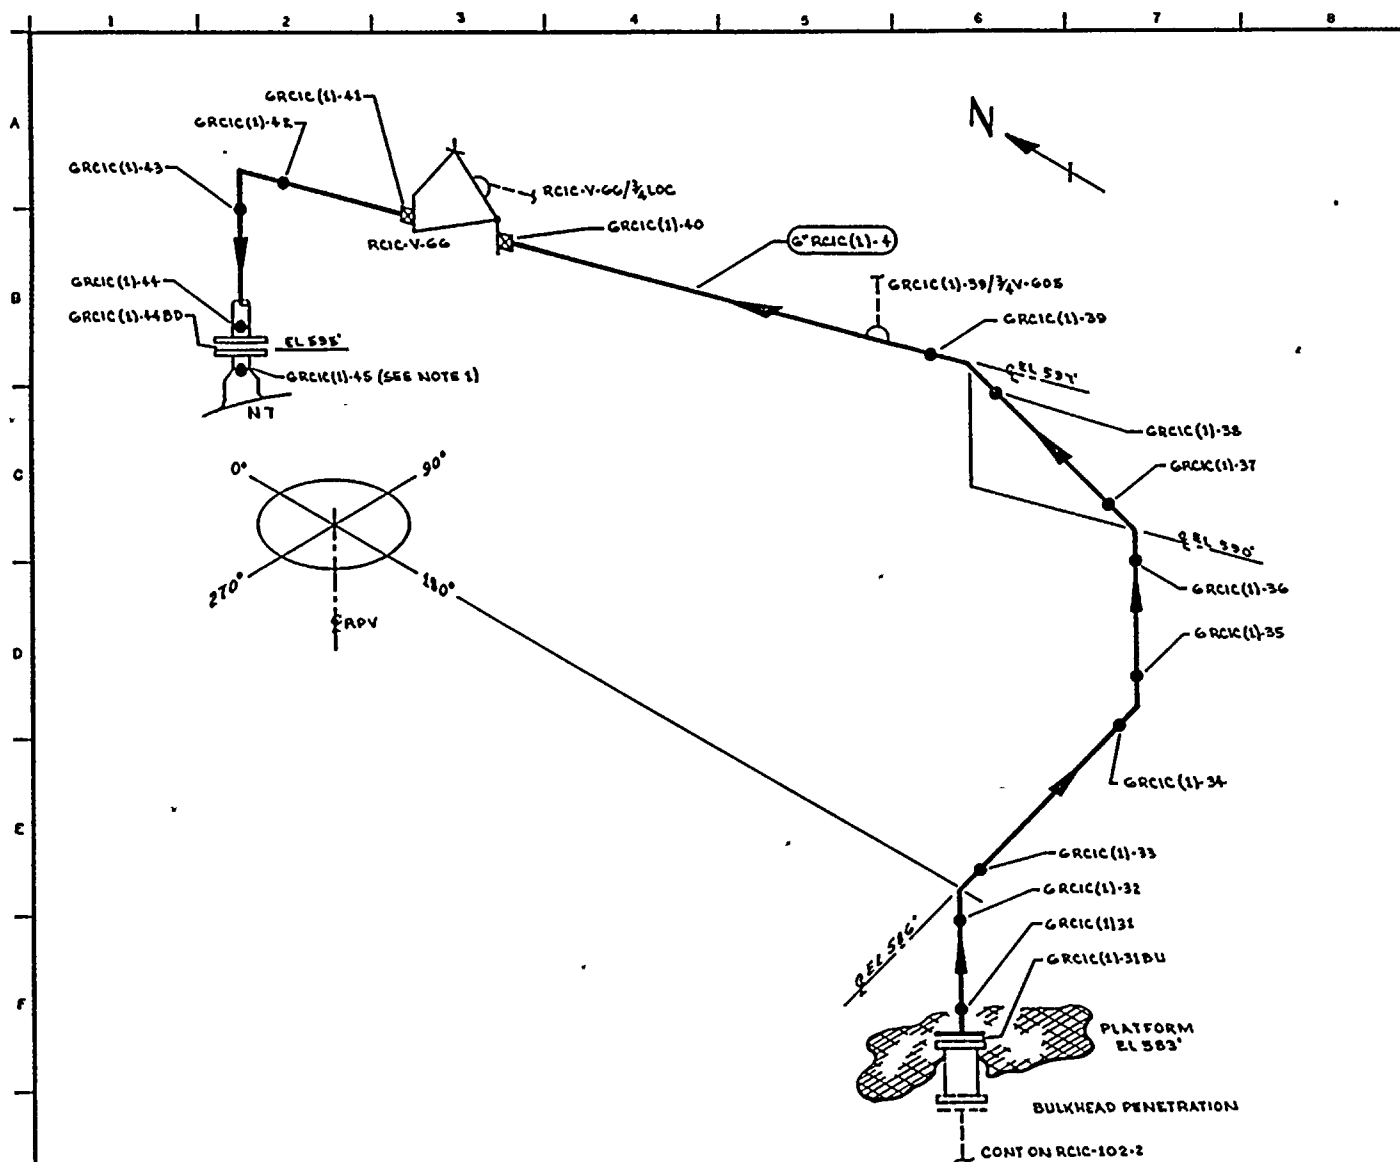 1 2 3 4 5 6 7 8
A
B
C
D
E
F
GRCIC(1)-41
GRCIC(1)-42
GRCIC(1)-43
N
RCIC-V-66/¾LOC
GRCIC(1)-40
RCIC-V-66
6"RCIC(1)-4
GRCIC(1)-44
GRCIC(1)-39/¾V-605
GRCIC(1)-44BD
GRCIC(1)-39
EL 595'
GRCIC(1)-45 (SEE NOTE 1)
℄ EL 597'
N7
GRCIC(1)-38
0°
90°
GRCIC(1)-37
℄ EL 590'
270°
180°
GRCIC(1)-36
℄ RPV
GRCIC(1)-35
GRCIC(1)-34
GRCIC(1)-33
GRCIC(1)-32
GRCIC(1)31
℄ EL 586'
GRCIC(1)-31BU
PLATFORM
EL 583'
BULKHEAD PENETRATION
CONT ON RCIC-102-2